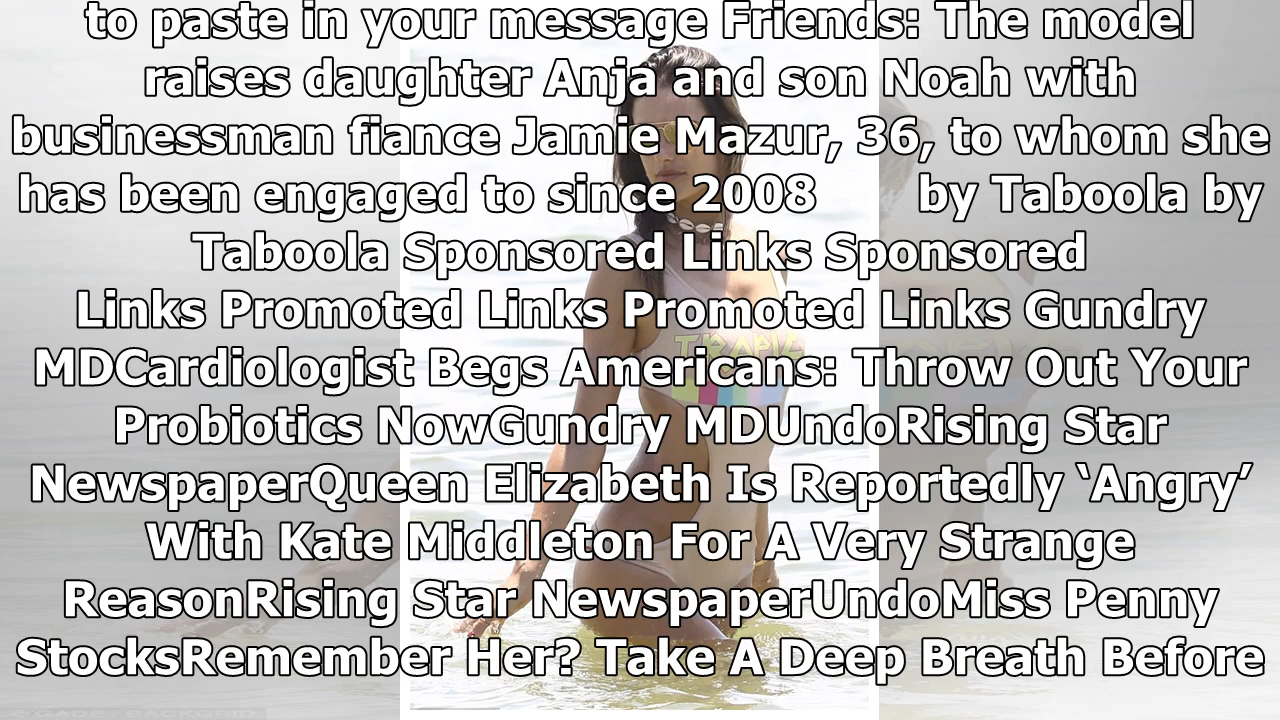 to paste in your message Friends: The model
raises daughter Anja and son Noah with
businessman fiance Jamie Mazur, 36, to whom she
has been engaged to since 2008 by Taboola by
Taboola Sponsored Links Sponsored
Links Promoted Links Promoted Links Gundry
MDCardiologist Begs Americans: Throw Out Your
Probiotics NowGundry MDUndoRising Star
NewspaperQueen Elizabeth Is Reportedly ‘Angry’
With Kate Middleton For A Very Strange
ReasonRising Star NewspaperUndoMiss Penny
StocksRemember Her? Take A Deep Breath Before
TROPIC